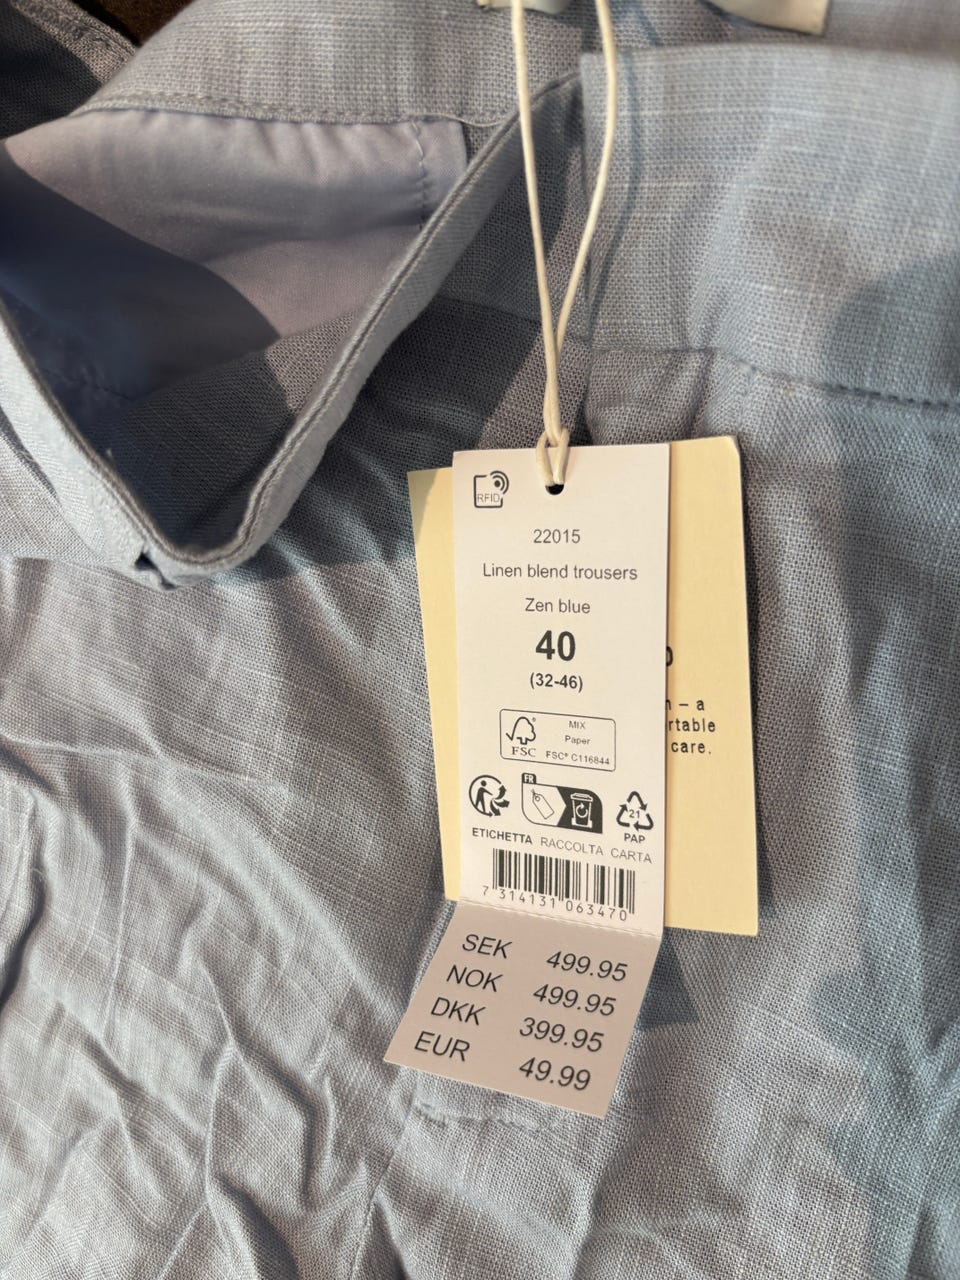 RFID
22015
Linen blend trousers
Zen blue
40
(32-46)
FSC
MIX
Paper
FSC® C116844
FR
21
PAP
ETICHETTA RACCOLTA CARTA
7 314131 063470
SEK 499.95
NOK 499.95
DKK 399.95
EUR 49.99
– a
care.